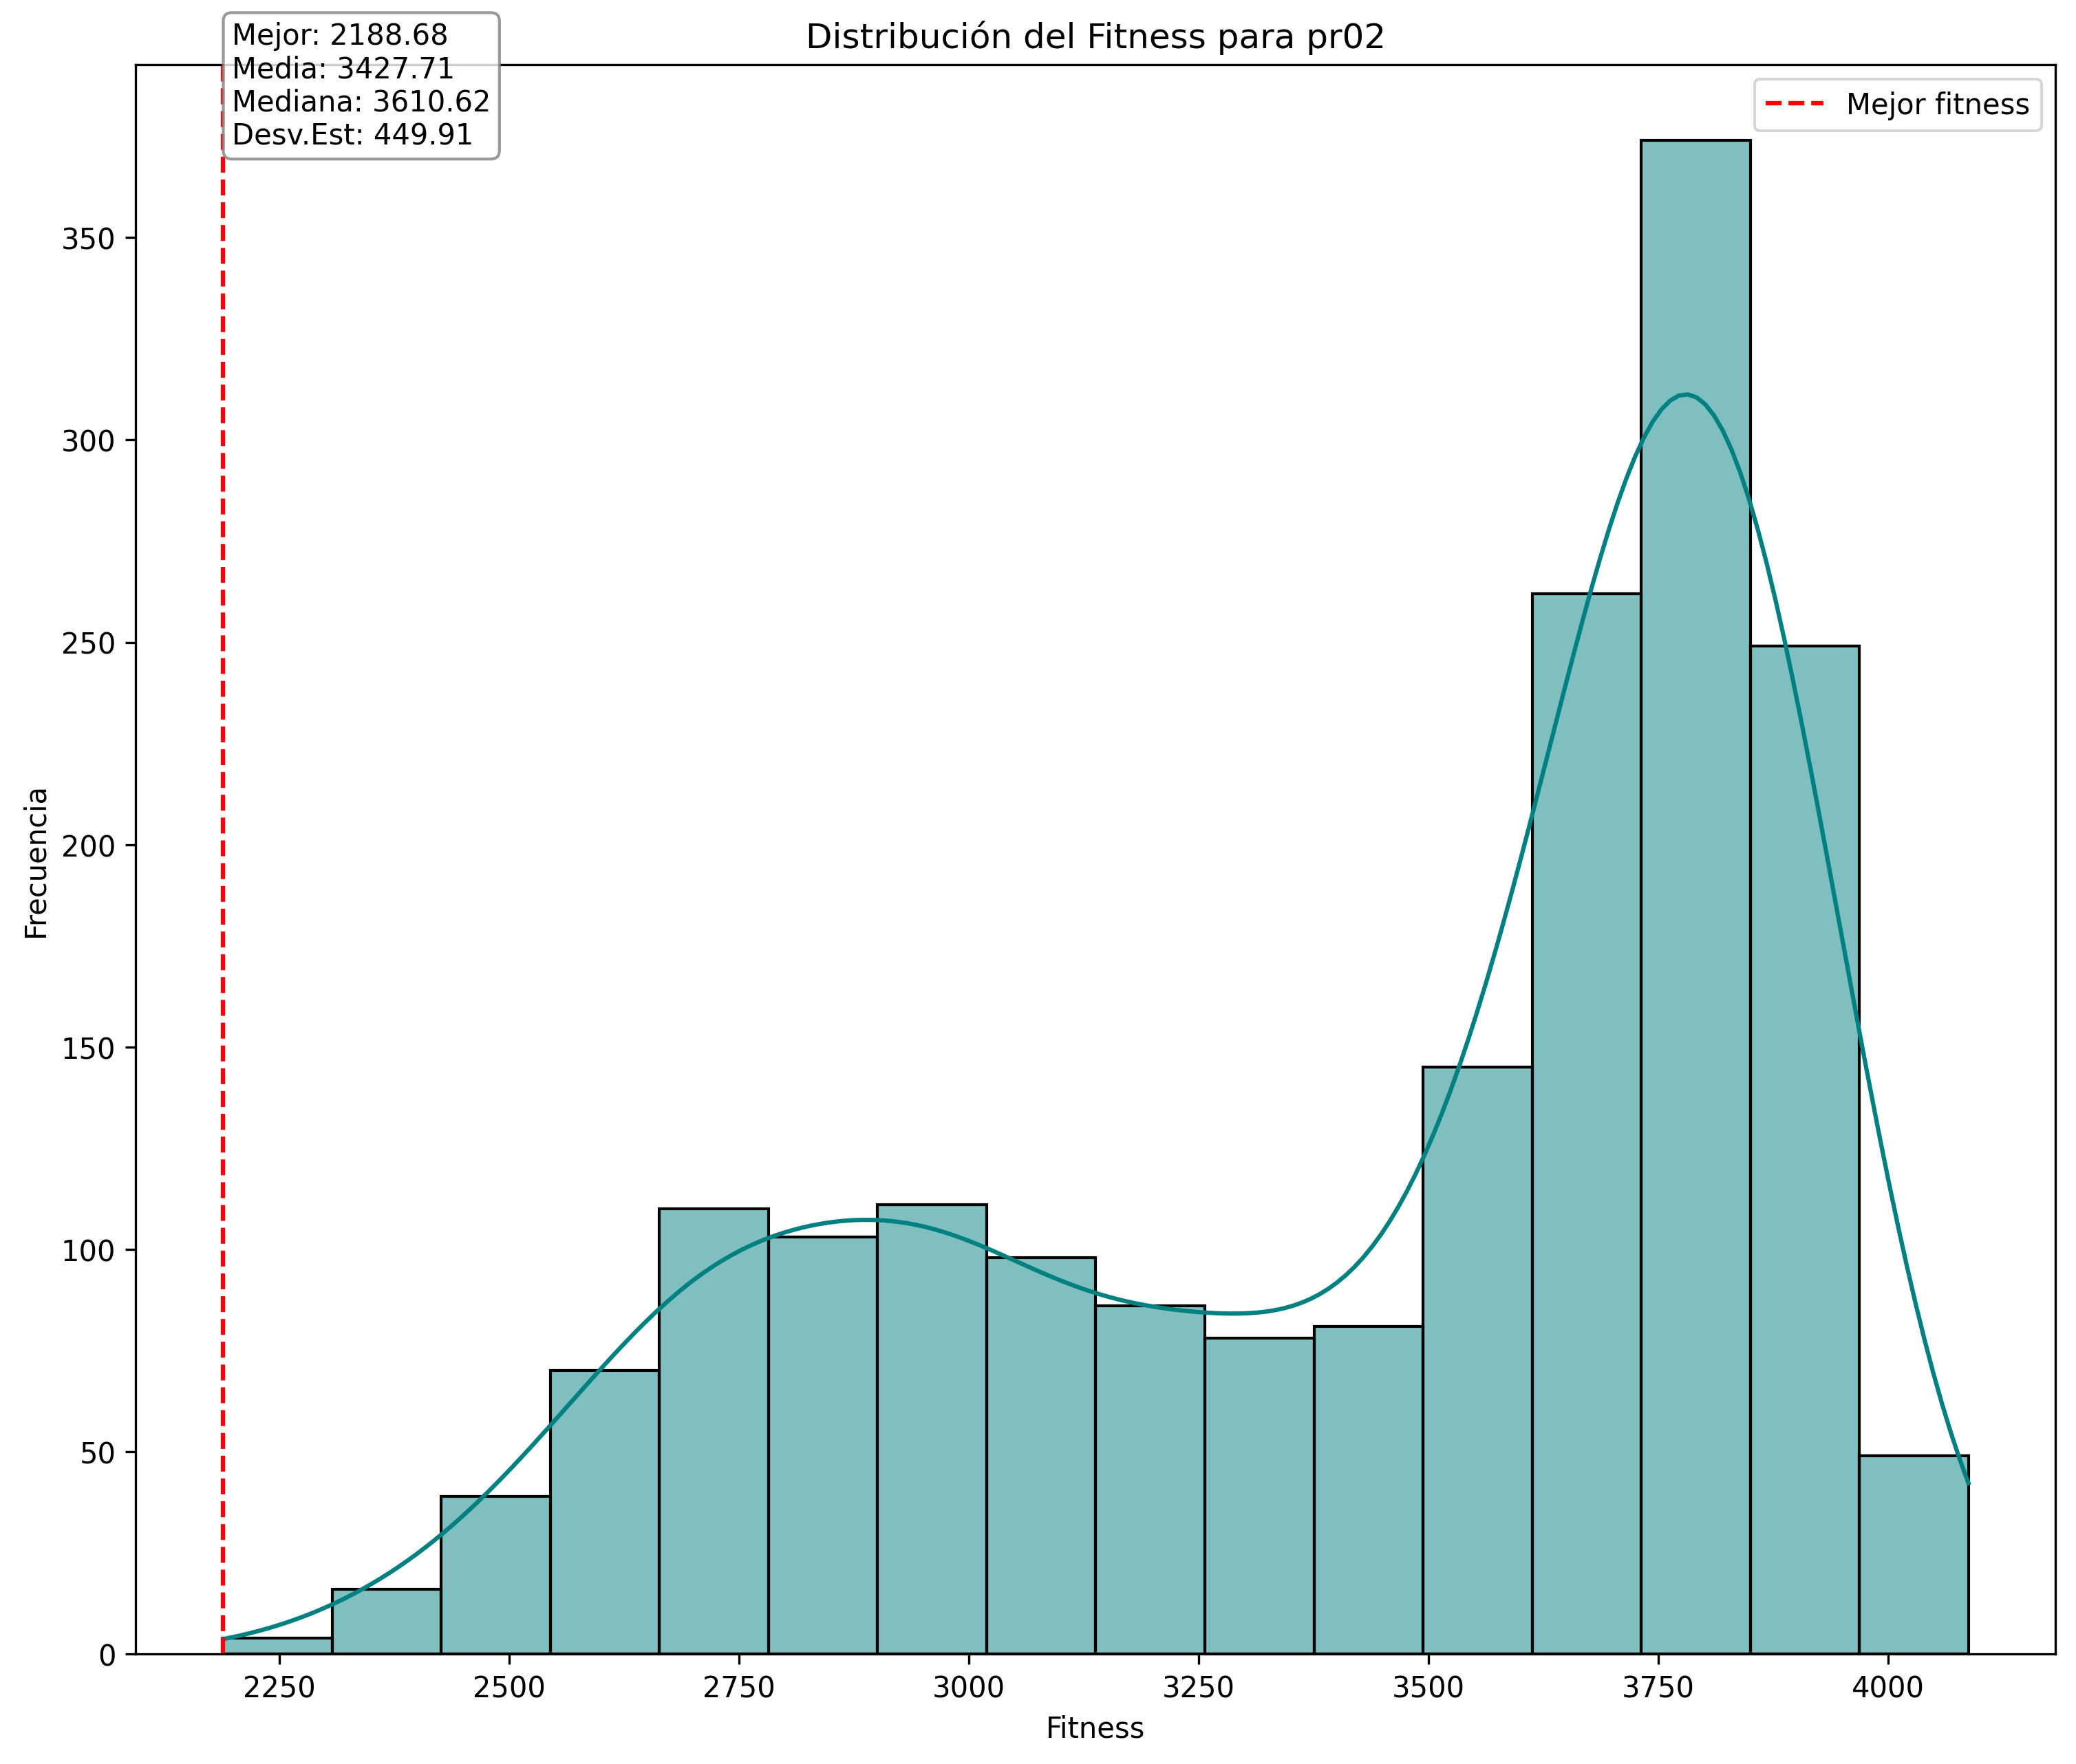 Distribución del Fitness para pr02
Mejor: 2188.68
Media: 3427.71
Mediana: 3610.62
Desv.Est: 449.91
Mejor fitness
Frecuencia
350
300
250
200
150
100
50
0
2250 2500 2750 3000 3250 3500 3750 4000
Fitness